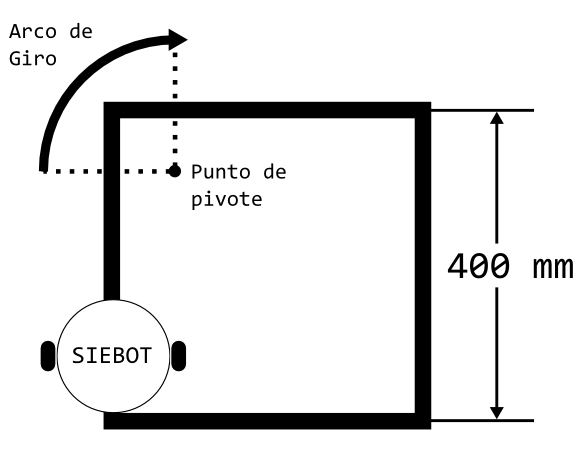 Arco de
Giro
Punto de
pivote
400 mm
SIEBOT